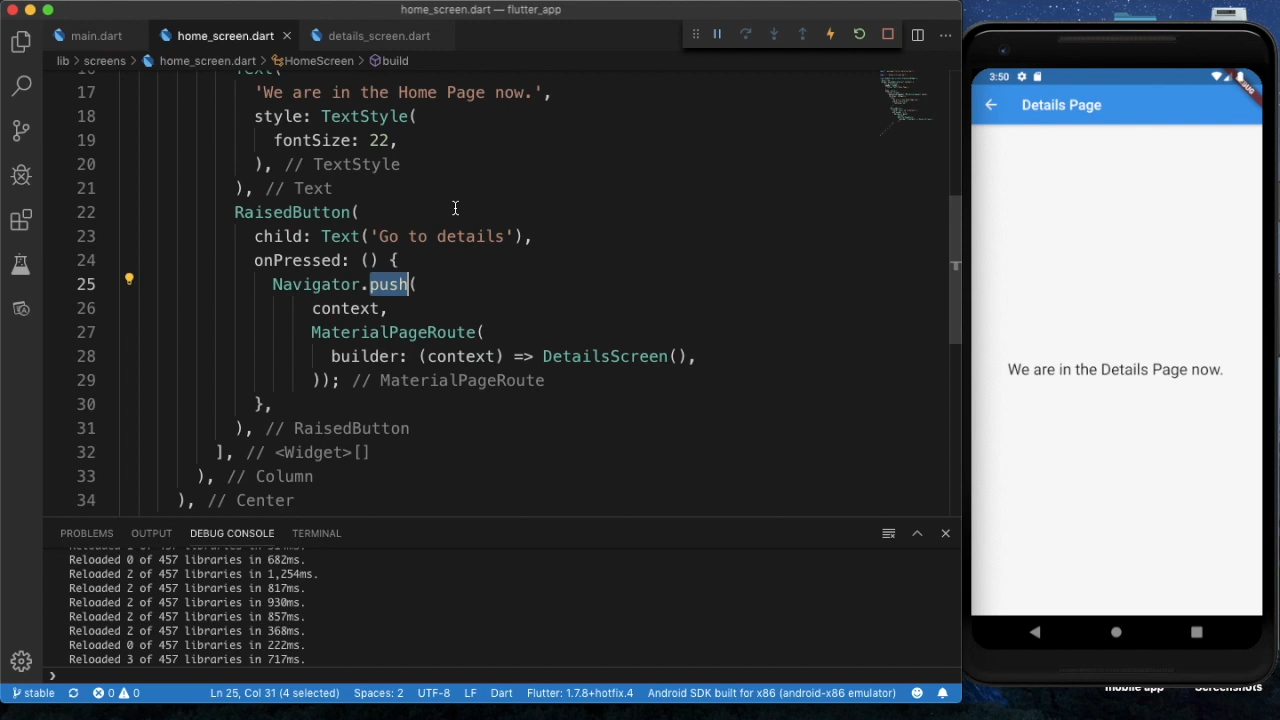 home_screen.dart — flutter_app
main.dart
home_screen.dart
details_screen.dart
lib › screens › home_screen.dart › HomeScreen › build
17 'We are in the Home Page now.',
18 style: TextStyle(
19 fontSize: 22,
20 ), // TextStyle
21 ), // Text
22 RaisedButton(
23 child: Text('Go to details'),
24 onPressed: () {
25 Navigator.push(
26 context,
27 MaterialPageRoute(
28 builder: (context) => DetailsScreen(),
29 )); // MaterialPageRoute
30 },
31 ), // RaisedButton
32 ], // <Widget>[]
33 ), // Column
34 ), // Center
PROBLEMS OUTPUT DEBUG CONSOLE TERMINAL
Reloaded 0 of 457 libraries in 682ms.
Reloaded 2 of 457 libraries in 1,254ms.
Reloaded 2 of 457 libraries in 817ms.
Reloaded 2 of 457 libraries in 930ms.
Reloaded 2 of 457 libraries in 857ms.
Reloaded 2 of 457 libraries in 368ms.
Reloaded 0 of 457 libraries in 222ms.
Reloaded 3 of 457 libraries in 717ms.
stable 0 0 Ln 25, Col 31 (4 selected) Spaces: 2 UTF-8 LF Dart Flutter: 1.7.8+hotfix.4 Android SDK built for x86 (android-x86 emulator)
3:50
Details Page
We are in the Details Page now.
mobile app
Screenshots